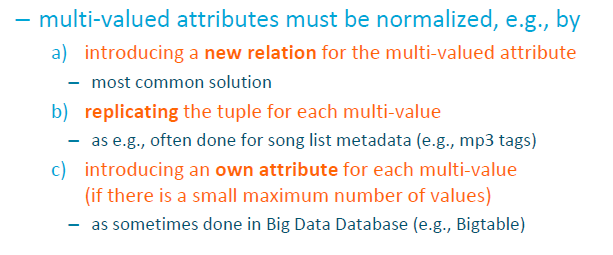 – multi-valued attributes must be normalized, e.g., by
a) introducing a new relation for the multi-valued attribute
– most common solution
b) replicating the tuple for each multi-value
– as e.g., often done for song list metadata (e.g., mp3 tags)
c) introducing an own attribute for each multi-value
(if there is a small maximum number of values)
– as sometimes done in Big Data Database (e.g., Bigtable)